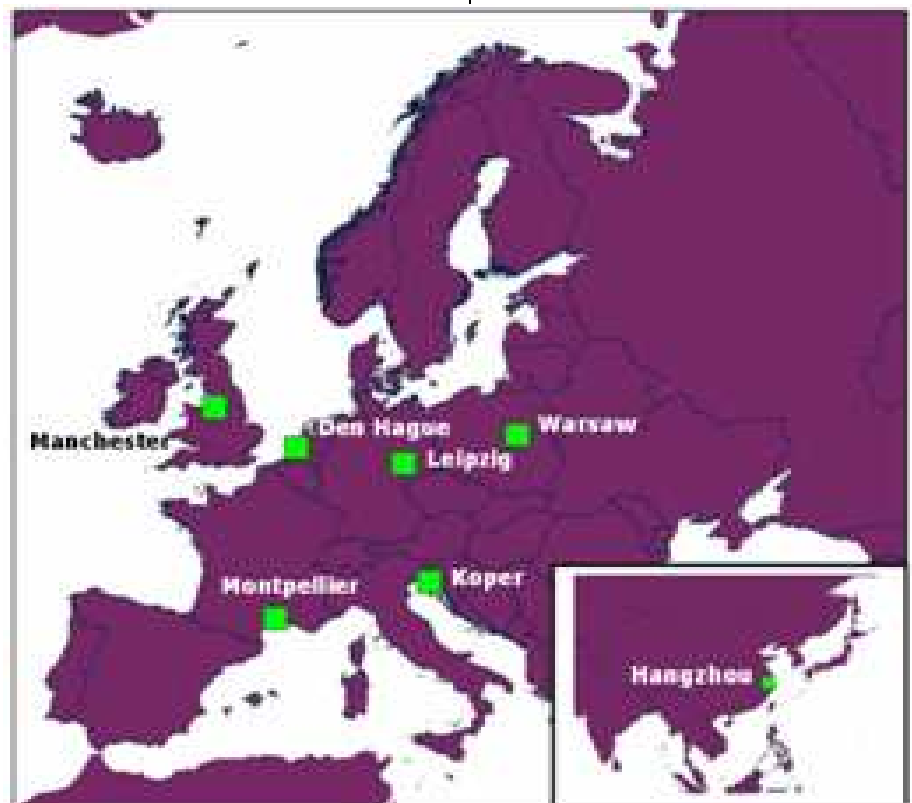 Den Hague
Warsaw
Manchester
Leipzig
Montpellier
Koper
Hangzhou